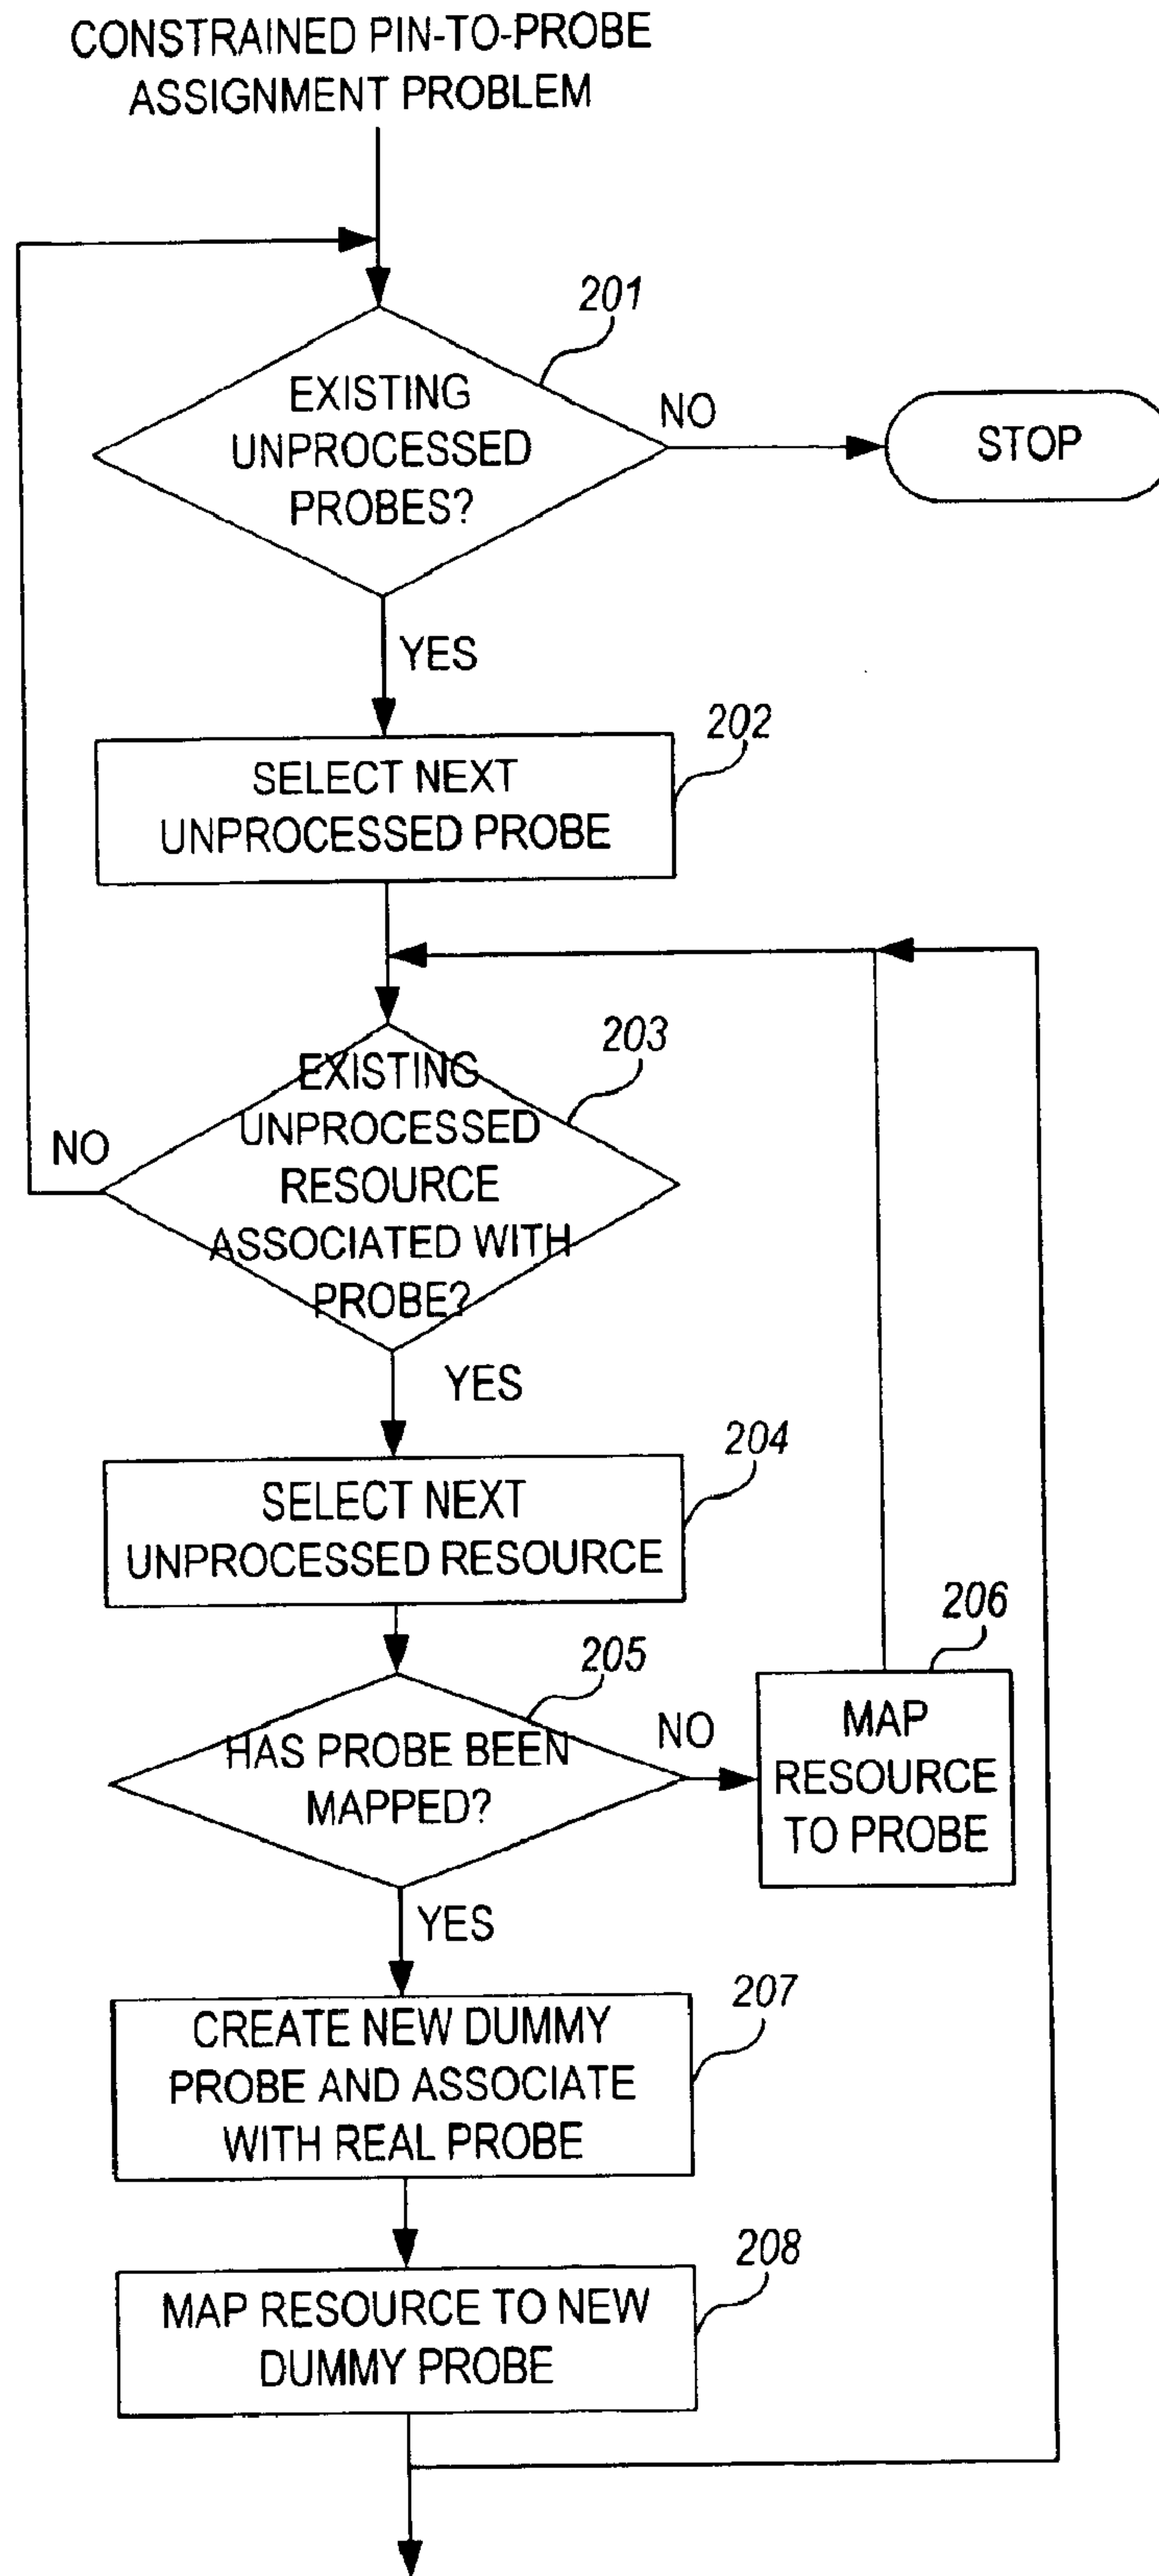 CONSTRAINED PIN-TO-PROBE
ASSIGNMENT PROBLEM
201
EXISTING
UNPROCESSED
PROBES?
NO
STOP
YES
202
SELECT NEXT
UNPROCESSED PROBE
203
EXISTING
UNPROCESSED
RESOURCE
ASSOCIATED WITH
PROBE?
NO
YES
204
SELECT NEXT
UNPROCESSED RESOURCE
205
HAS PROBE BEEN
MAPPED?
NO
206
MAP
RESOURCE
TO PROBE
YES
207
CREATE NEW DUMMY
PROBE AND ASSOCIATE
WITH REAL PROBE
208
MAP RESOURCE TO NEW
DUMMY PROBE